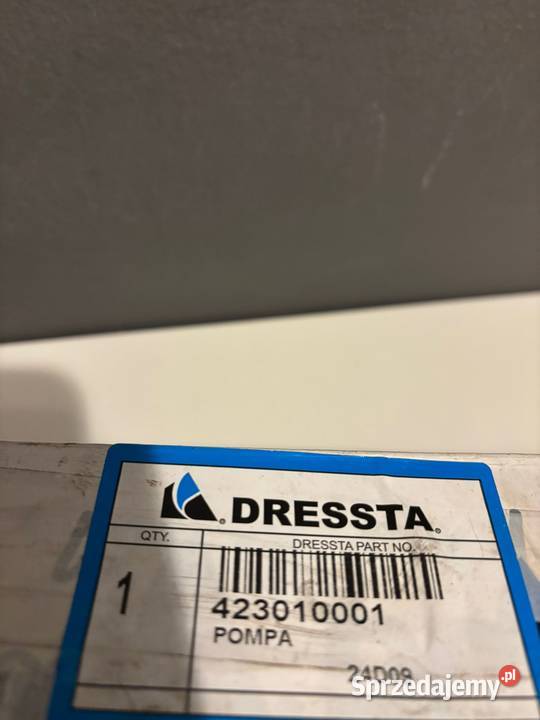 DRESSTA
QTY.
DRESSTA PART NO.
1
423010001
POMPA
24D09
Sprzedajemy.pl